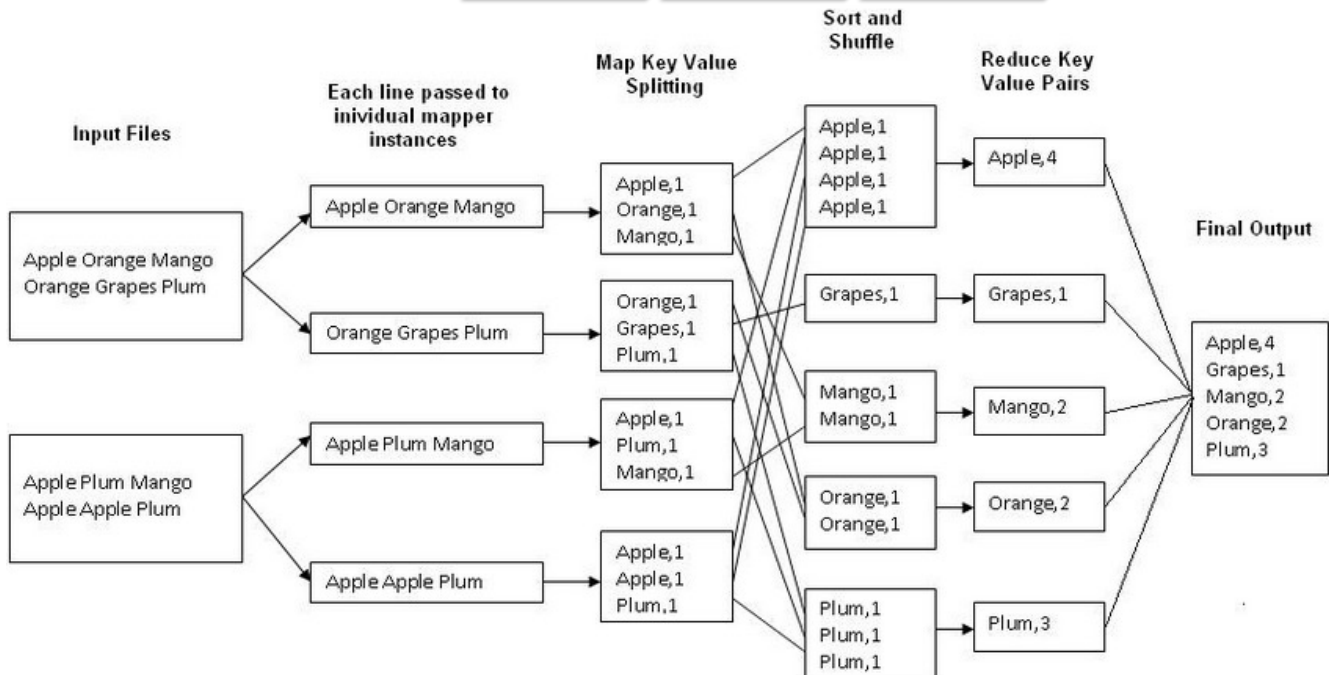 Input Files
Apple Orange Mango
Orange Grapes Plum
Apple Plum Mango
Apple Apple Plum
Each line passed to
inividual mapper
instances
Apple Orange Mango
Orange Grapes Plum
Apple Plum Mango
Apple Apple Plum
Map Key Value
Splitting
Apple,1
Orange,1
Mango,1
Orange,1
Grapes,1
Plum,1
Apple,1
Plum,1
Mango,1
Apple,1
Apple,1
Plum,1
Sort and
Shuffle
Apple,1
Apple,1
Apple,1
Apple,1
Grapes,1
Mango,1
Mango,1
Orange,1
Orange,1
Plum,1
Plum,1
Plum,1
Reduce Key
Value Pairs
Apple,4
Grapes,1
Mango,2
Orange,2
Plum,3
Final Output
Apple,4
Grapes,1
Mango,2
Orange,2
Plum,3